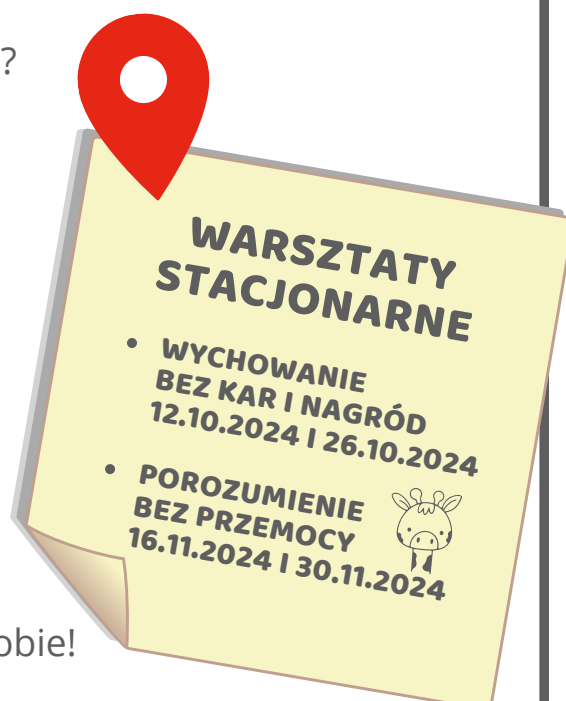 ?
WARSZTATY
STACJONARNE
• WYCHOWANIE
BEZ KAR I NAGRÓD
12.10.2024 I 26.10.2024
• POROZUMIENIE
BEZ PRZEMOCY
16.11.2024 I 30.11.2024
obie!